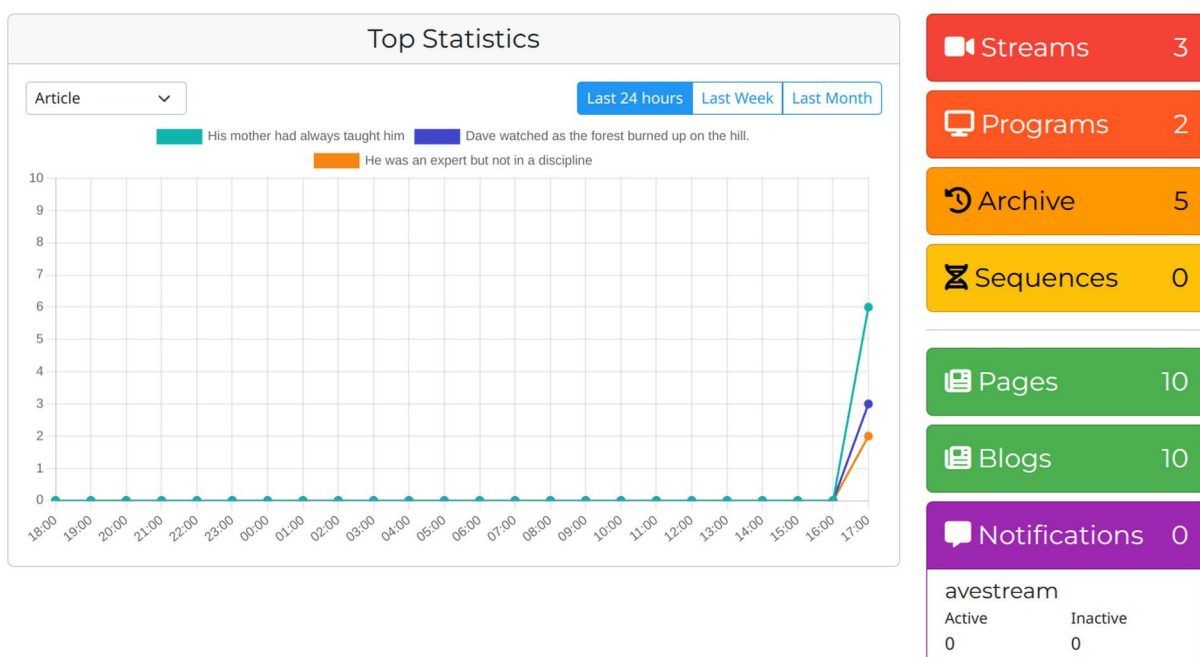 Top Statistics
Article
Last 24 hours Last Week Last Month
His mother had always taught him Dave watched as the forest burned up on the hill.
He was an expert but not in a discipline
10
9
8
7
6
5
4
3
2
1
0
18:00 19:00 20:00 21:00 22:00 23:00 00:00 01:00 02:00 03:00 04:00 05:00 06:00 07:00 08:00 09:00 10:00 11:00 12:00 13:00 14:00 15:00 16:00 17:00
Streams 3
Programs 2
Archive 5
Sequences 0
Pages 10
Blogs 10
Notifications 0
avestream
Active Inactive
0 0